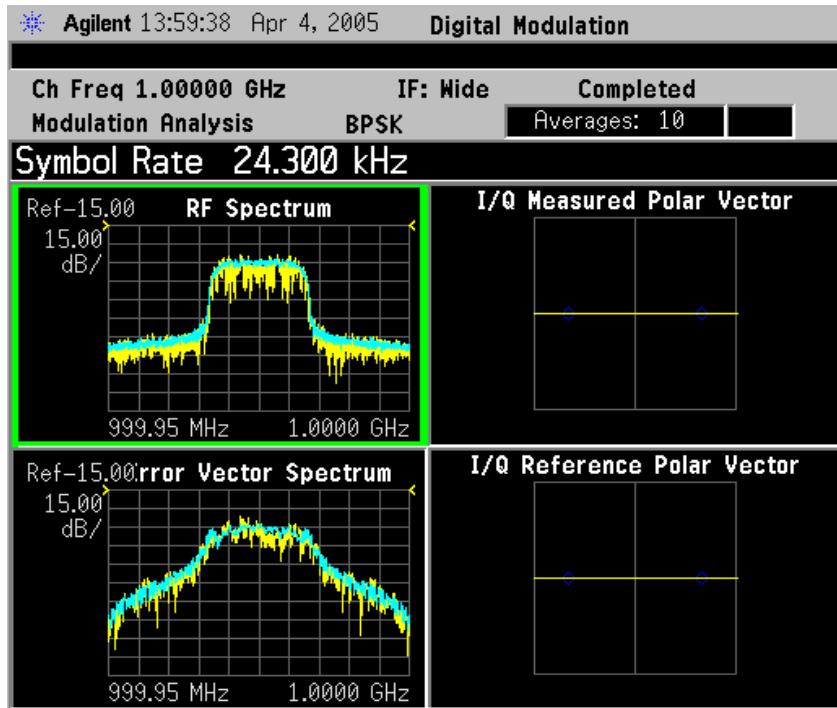 Agilent 13:59:38 Apr 4, 2005 Digital Modulation
Ch Freq 1.00000 GHz IF: Wide Completed
Modulation Analysis BPSK Averages: 10
Symbol Rate 24.300 kHz
Ref-15.00 RF Spectrum
15.00
dB/
999.95 MHz 1.0000 GHz
I/Q Measured Polar Vector
Ref-15.00 rror Vector Spectrum
15.00
dB/
999.95 MHz 1.0000 GHz
I/Q Reference Polar Vector